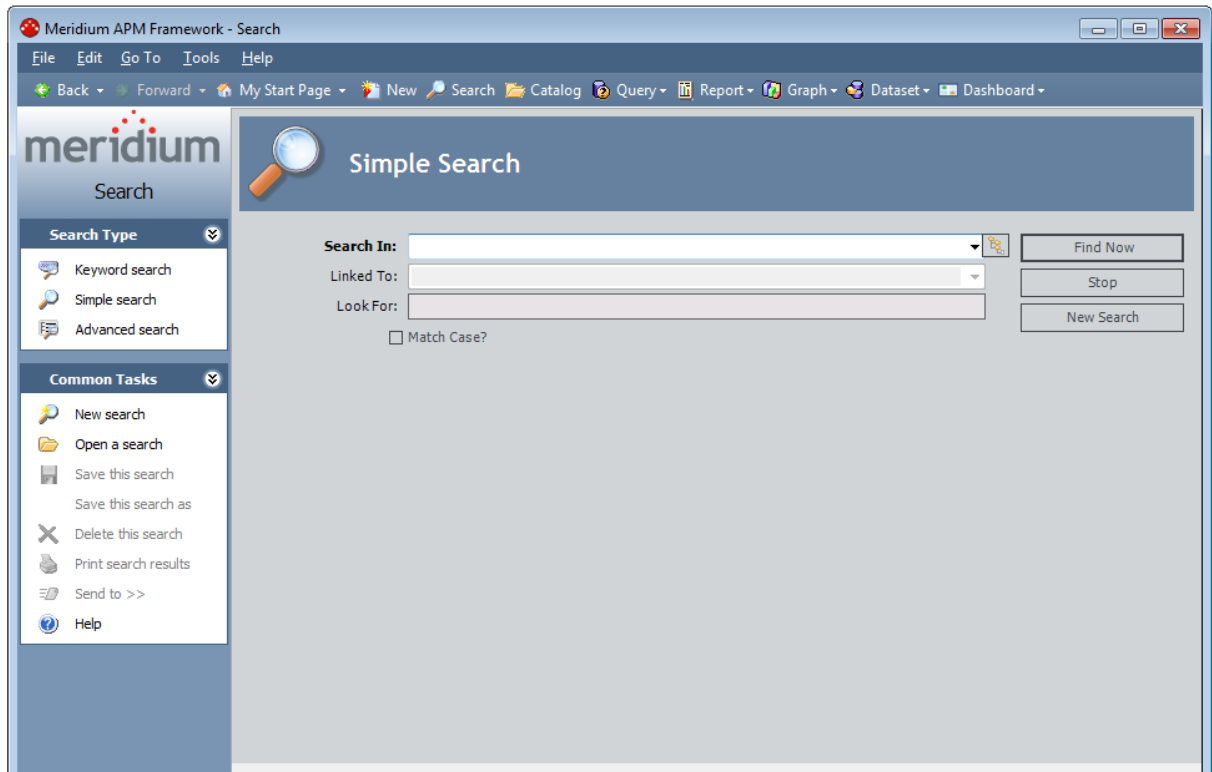 Meridium APM Framework - Search
File Edit Go To Tools Help
Back Forward My Start Page New Search Catalog Query Report Graph Dataset Dashboard
meridium
Search
Search Type
Keyword search
Simple search
Advanced search
Common Tasks
New search
Open a search
Save this search
Save this search as
Delete this search
Print search results
Send to >>
Help
Simple Search
Search In:
Linked To:
Look For:
Match Case?
Find Now
Stop
New Search